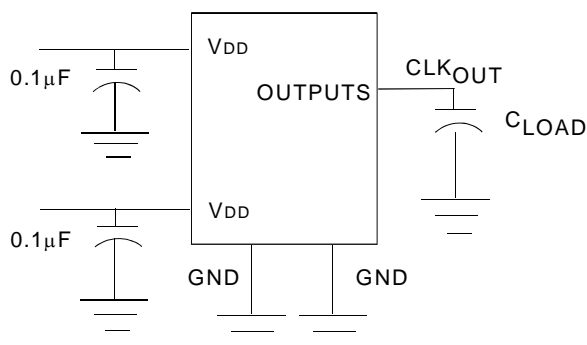 VDD
0.1μF
CLKOUT
OUTPUTS
CLOAD
VDD
0.1μF
GND
GND